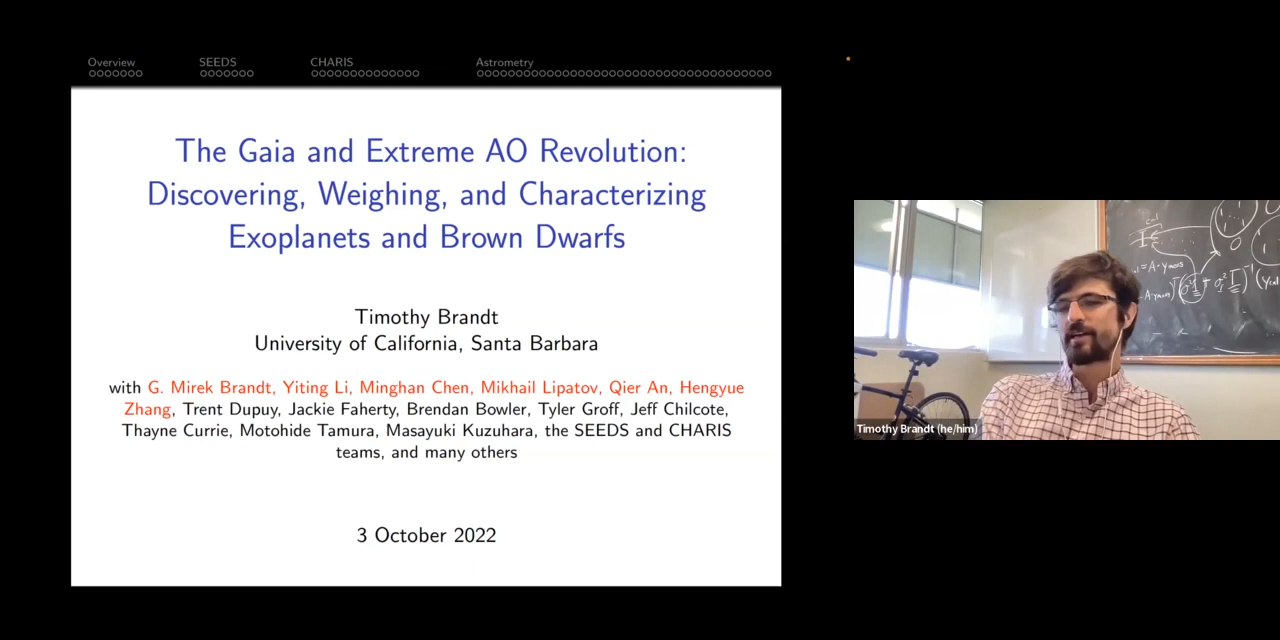 Overview
SEEDS
CHARIS
Astrometry
The Gaia and Extreme AO Revolution:
Discovering, Weighing, and Characterizing
Exoplanets and Brown Dwarfs
Timothy Brandt
University of California, Santa Barbara
with G. Mirek Brandt, Yiting Li, Minghan Chen, Mikhail Lipatov, Qier An, Hengyue
Zhang, Trent Dupuy, Jackie Faherty, Brendan Bowler, Tyler Groff, Jeff Chilcote,
Thayne Currie, Motohide Tamura, Masayuki Kuzuhara, the SEEDS and CHARIS
teams, and many others
3 October 2022
Timothy Brandt (he/him)